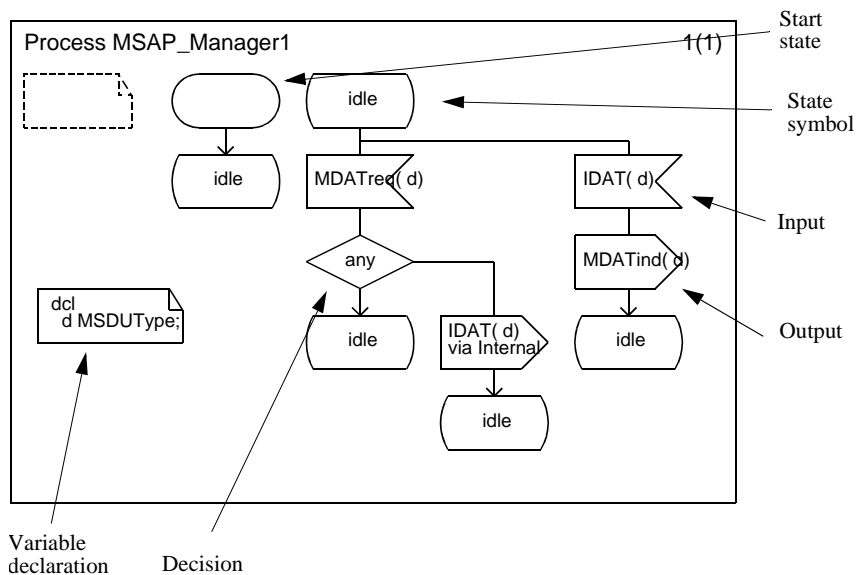 Start
state
Process MSAP_Manager1
1(1)
idle
State
symbol
idle
MDATreq( d)
IDAT( d)
Input
any
MDATind( d)
dcl
d MSDUType;
idle
IDAT( d)
via Internal
idle
Output
idle
Variable
declaration
Decision